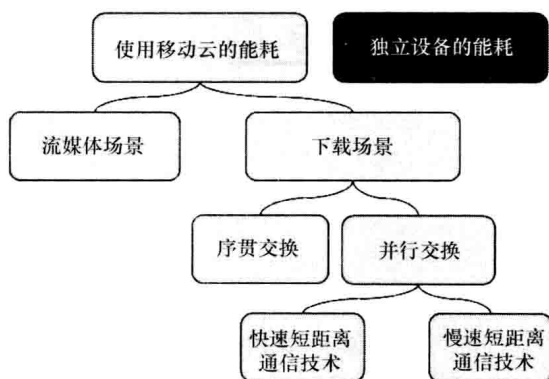 使用移动云的能耗
独立设备的能耗
流媒体场景
下载场景
序贯交换
并行交换
快速短距离
通信技术
慢速短距离
通信技术